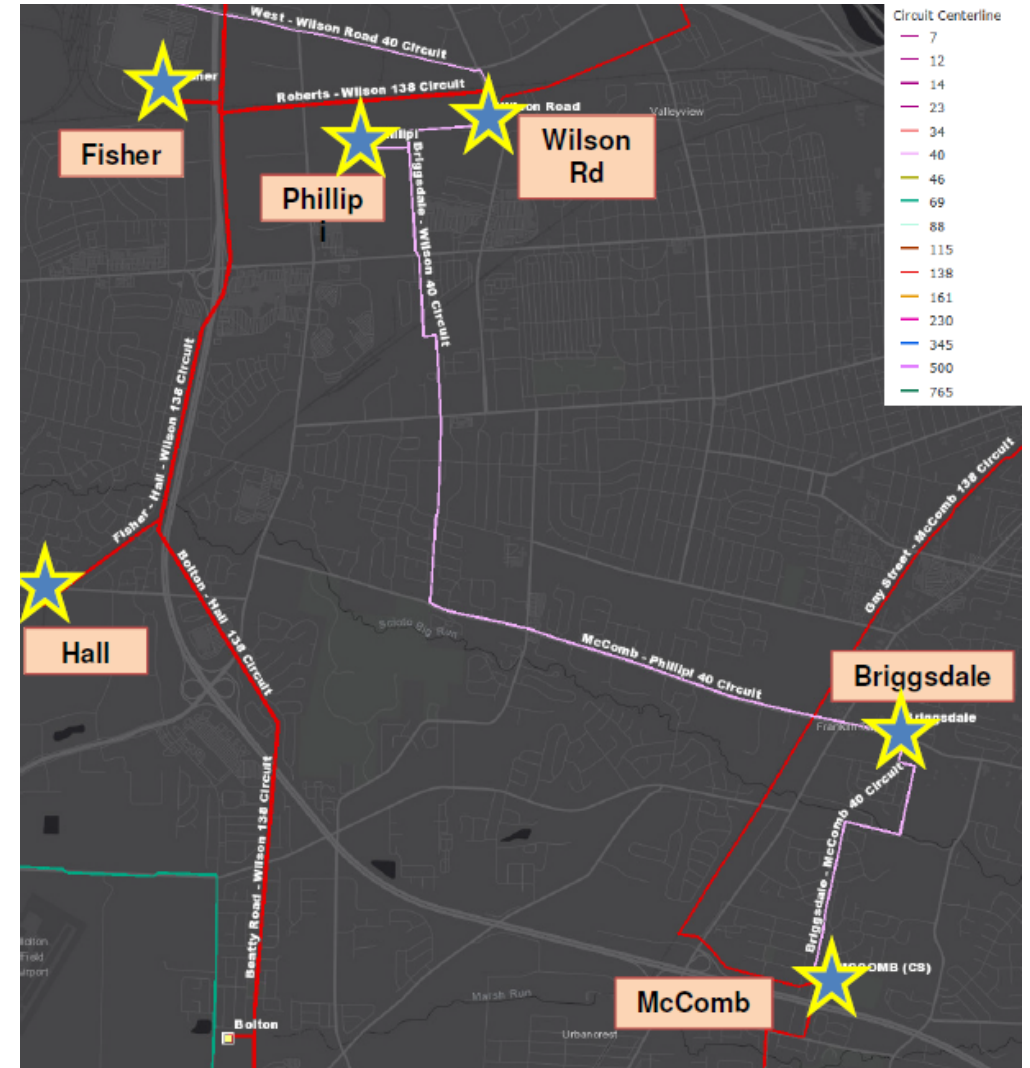 West - Wilson Road 40 Circuit
Roberts - Wilson 138 Circuit
Fisher
Wilson Road
Valleyview
Wilson
Rd
Phillip
i
Briggsdale - Wilson 40 Circuit
Fisher - Hall - Wilson 138 Circuit
Gay Street - McComb 138 Circuit
Bolton - Hall 138 Circuit
Hall
Scioto Big Run
McComb - Phillipi 40 Circuit
Briggsdale
Briggsdale
Briggsdale - McComb 40 Circuit
Beatty Road - Wilson 138 Circuit
McComb
MCCOMB (CS)
Marsh Run
Bolton
Urbancrest
Airport
Circuit Centerline
7
12
14
23
34
40
46
69
88
115
138
161
230
345
500
765